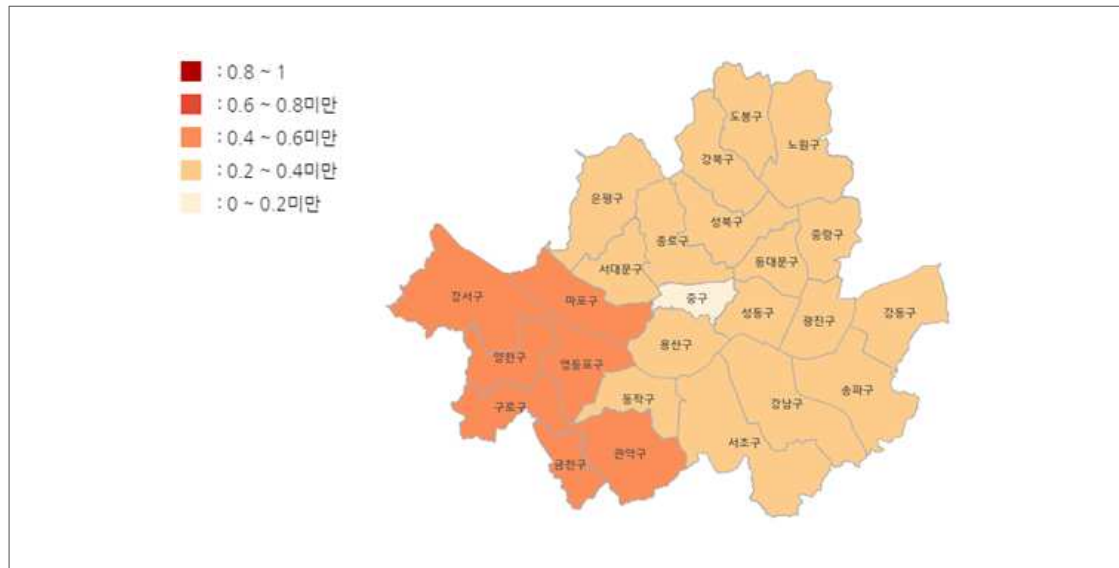 : 0.8 ~ 1
: 0.6 ~ 0.8미만
: 0.4 ~ 0.6미만
: 0.2 ~ 0.4미만
: 0 ~ 0.2미만
도봉구
노원구
강북구
은평구
성북구
중랑구
종로구
동대문구
서대문구
강서구
마포구
중구
성동구
광진구
강동구
용산구
양천구
영등포구
송파구
동작구
강남구
구로구
서초구
관악구
금천구